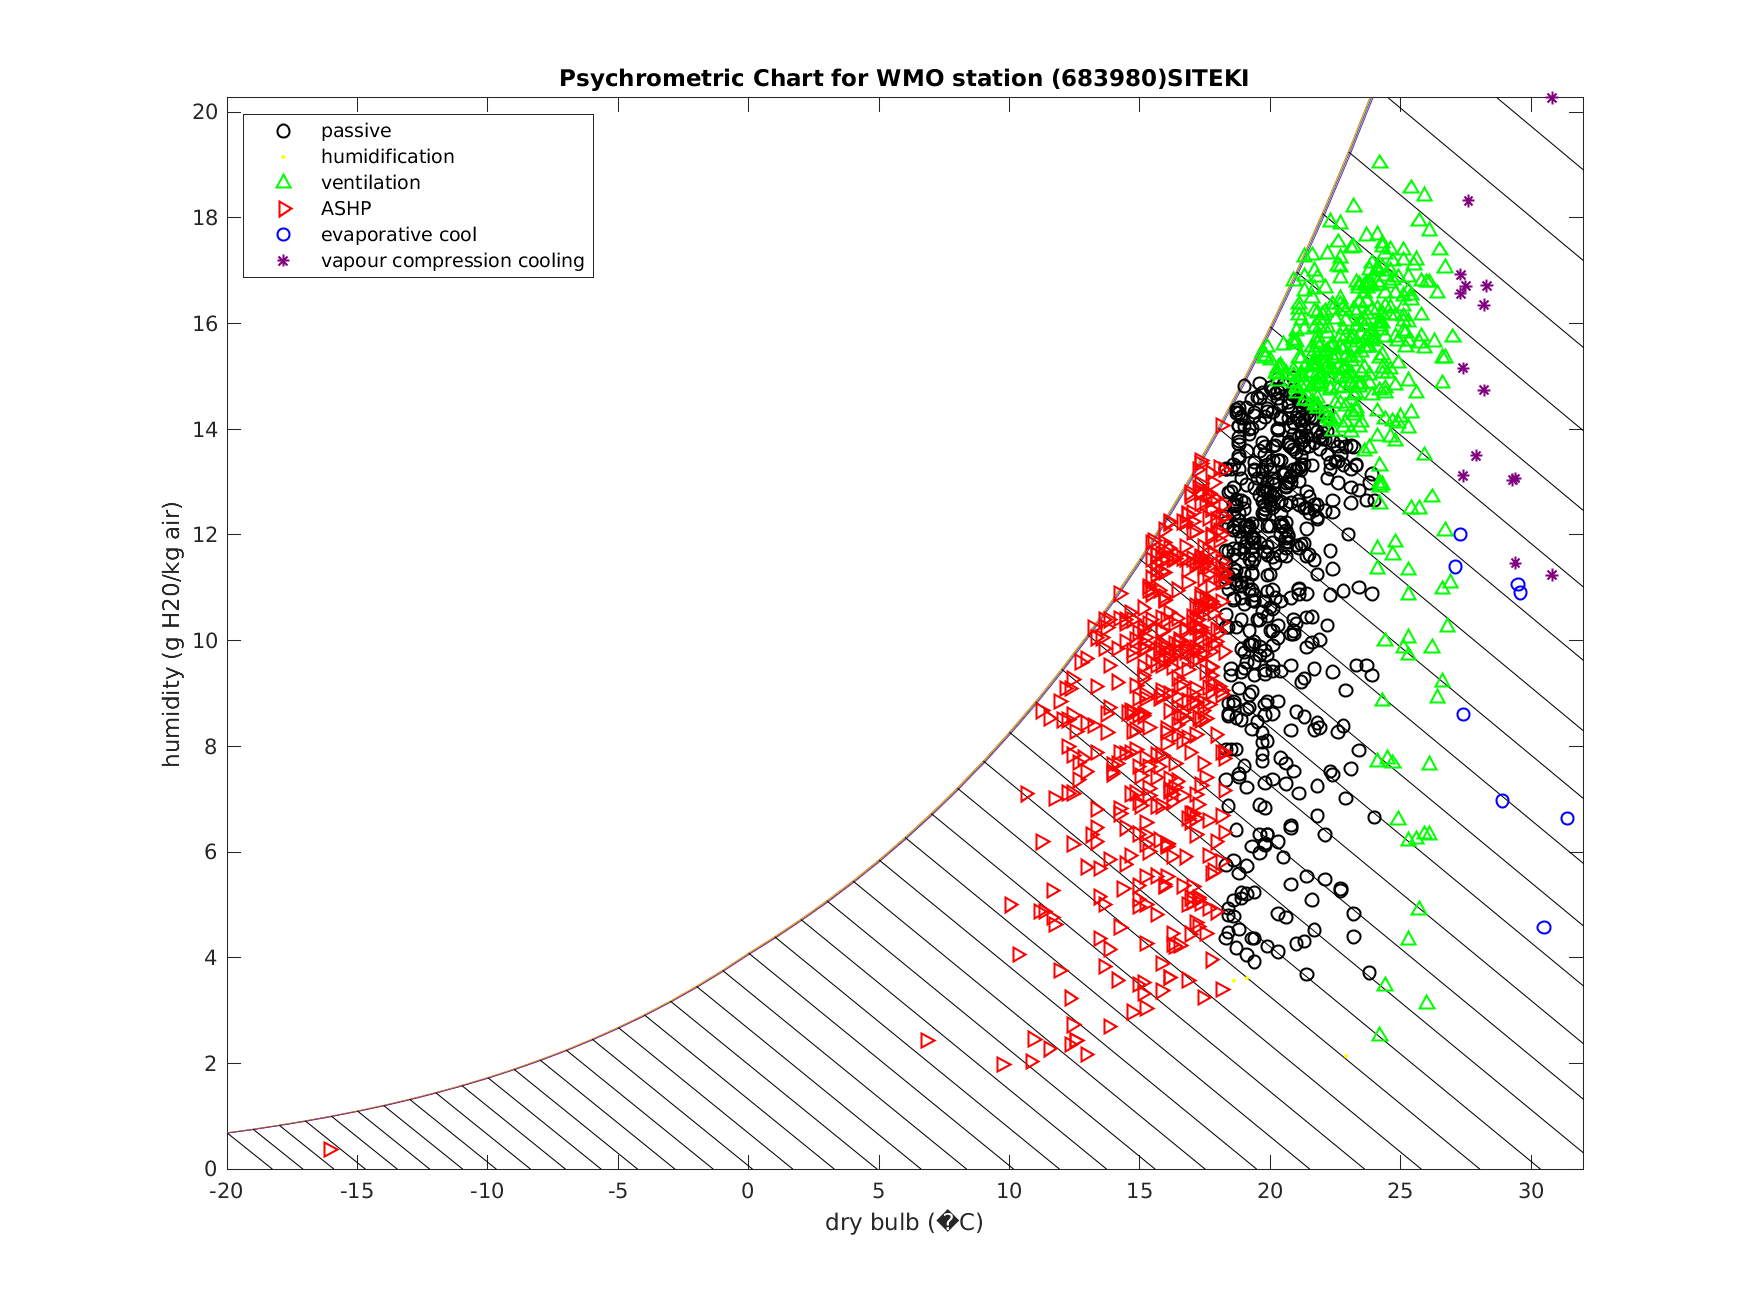 Psychrometric Chart for WMO station (683980)SITEKI
passive
humidification
ventilation
ASHP
evaporative cool
vapour compression cooling
humidity (g H20/kg air)
20
18
16
14
12
10
8
6
4
2
0
-20 -15 -10 -5 0 5 10 15 20 25 30
dry bulb (�C)